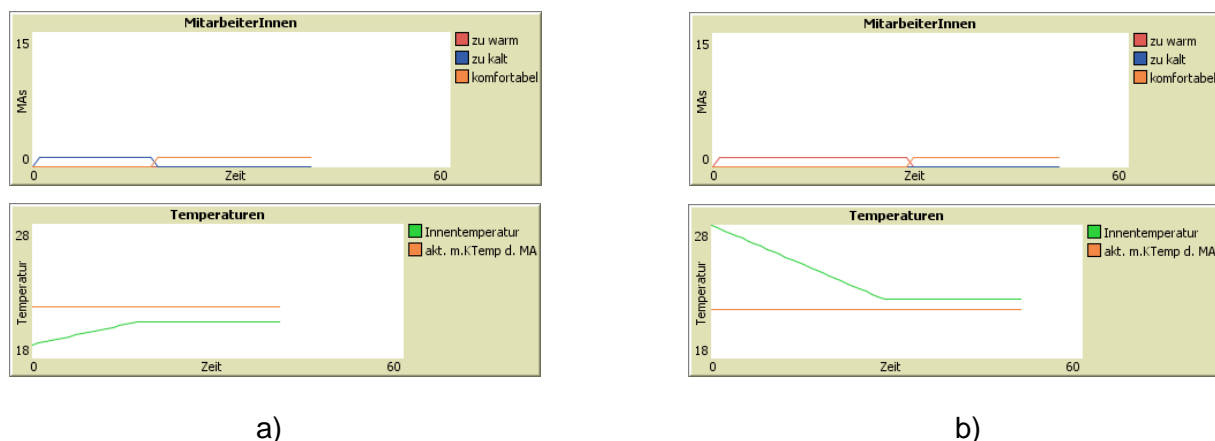 MitarbeiterInnen
15
MAs
0
0
Zeit
60
zu warm
zu kalt
komfortabel
Temperaturen
28
Temperatur
18
0
Zeit
60
Innentemperatur
akt. m.KTemp d. MA
a)
MitarbeiterInnen
15
MAs
0
0
Zeit
60
zu warm
zu kalt
komfortabel
Temperaturen
28
Temperatur
18
0
Zeit
60
Innentemperatur
akt. m.KTemp d. MA
b)